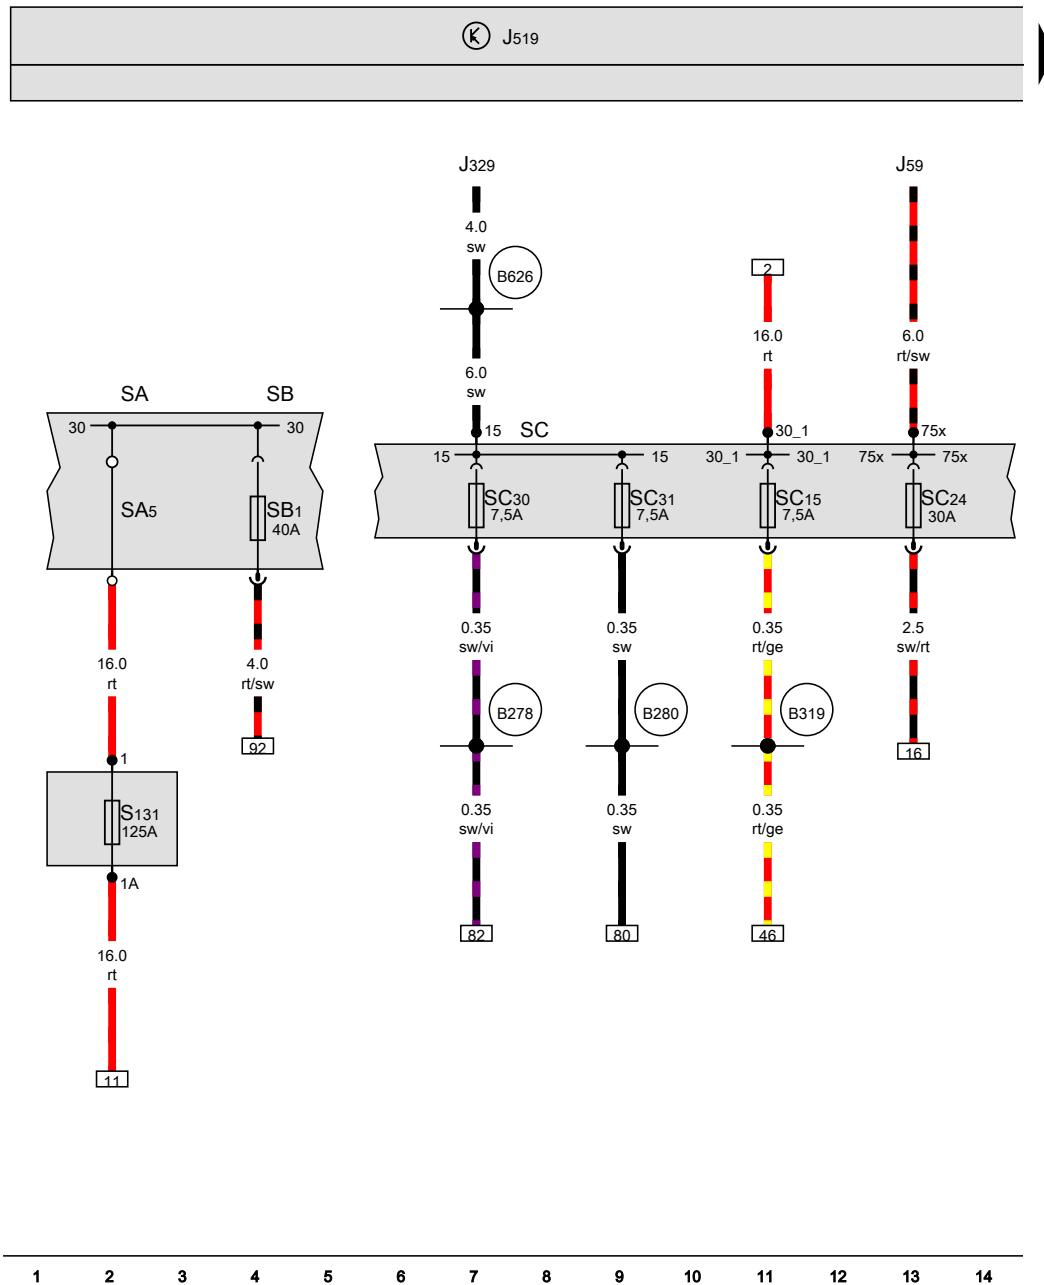 J519
J329
J59
4.0
sw
B626
2
16.0
rt
6.0
rt/sw
6.0
sw
SA
SB
15
SC
30_1
75x
30
30
15
15
30_1
30_1
75x
75x
SA5
SB1
40A
SC30
7,5A
SC31
7,5A
SC15
7,5A
SC24
30A
0.35
sw/vi
0.35
sw
0.35
rt/ge
2.5
sw/rt
16.0
rt
4.0
rt/sw
B278
B280
B319
92
16
1
S131
125A
0.35
sw/vi
0.35
sw
0.35
rt/ge
1A
82
80
46
16.0
rt
11
1 2 3 4 5 6 7 8 9 10 11 12 13 14